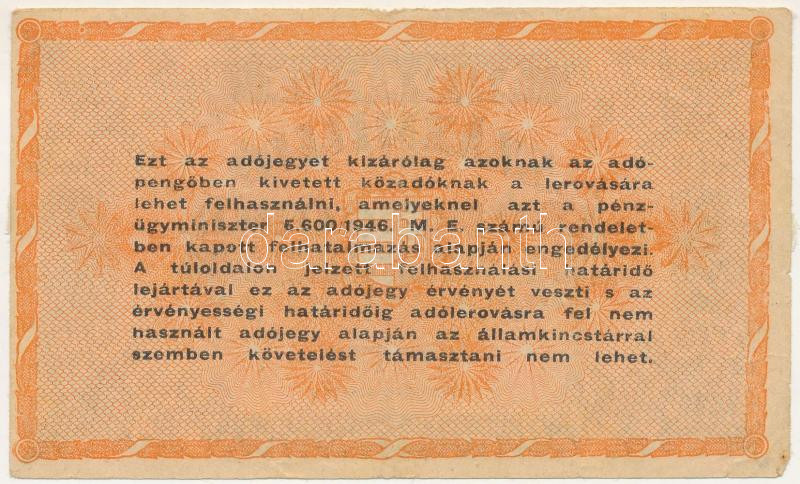 Ezt az adójegyet kizárólag azoknak az adó-
pengőben kivetett közadóknak a lerovására
lehet felhasználni, amelyeknel azt a pénz-
ügyminiszter 5.600/1946. M. E. számú rendelet-
ben kapott felhatalmazás alapján engedélyezi.
A túloldalon jelzett felhasználási határidő
lejártával ez az adójegy érvényét veszti s az
érvényességi határidőig adólerovásra fel nem
használt adójegy alapján az államkincstárral
szemben követelést támasztani nem lehet.
darabanth